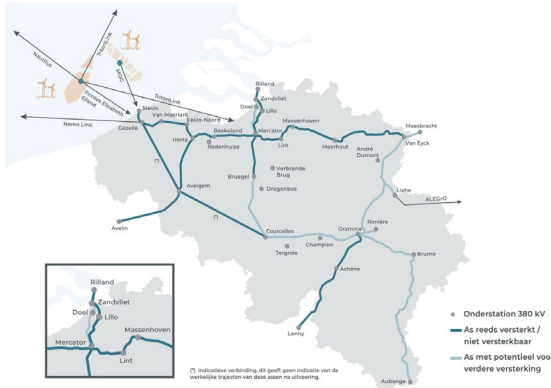 Nautilus
TritonLink
MOG
Prinses Elisabeth
Eiland
TritonLink
Nemo Link
Stevin
Van Maerlant
Gezelle
Eeklo Noord
Horta
Baekeland
Rodenhuize
Rilland
Zandvliet
Doel
Lillo
Mercator
Massenhoven
Lint
Meerhout
Maasbracht
Van Eyck
André
Dumont
Verbrande
Brug
Bruegel
Drogenbos
Lixhe
ALEGrO
Avelgem
Avelin
Courcelles
Gramme
Rimière
Champion
Tergnée
Brume
Achêne
Lonny
Aubange
Rilland
Zandvliet
Doel
Lillo
Mercator
Massenhoven
Lint
Onderstation 380 kV
As reeds versterkt /
niet versterkbaar
As met potentieel voo
verdere versterking
(*) indicatieve verbinding, dit geeft geen indicatie van de
werkelijke trajecten van deze assen na uitvoering.